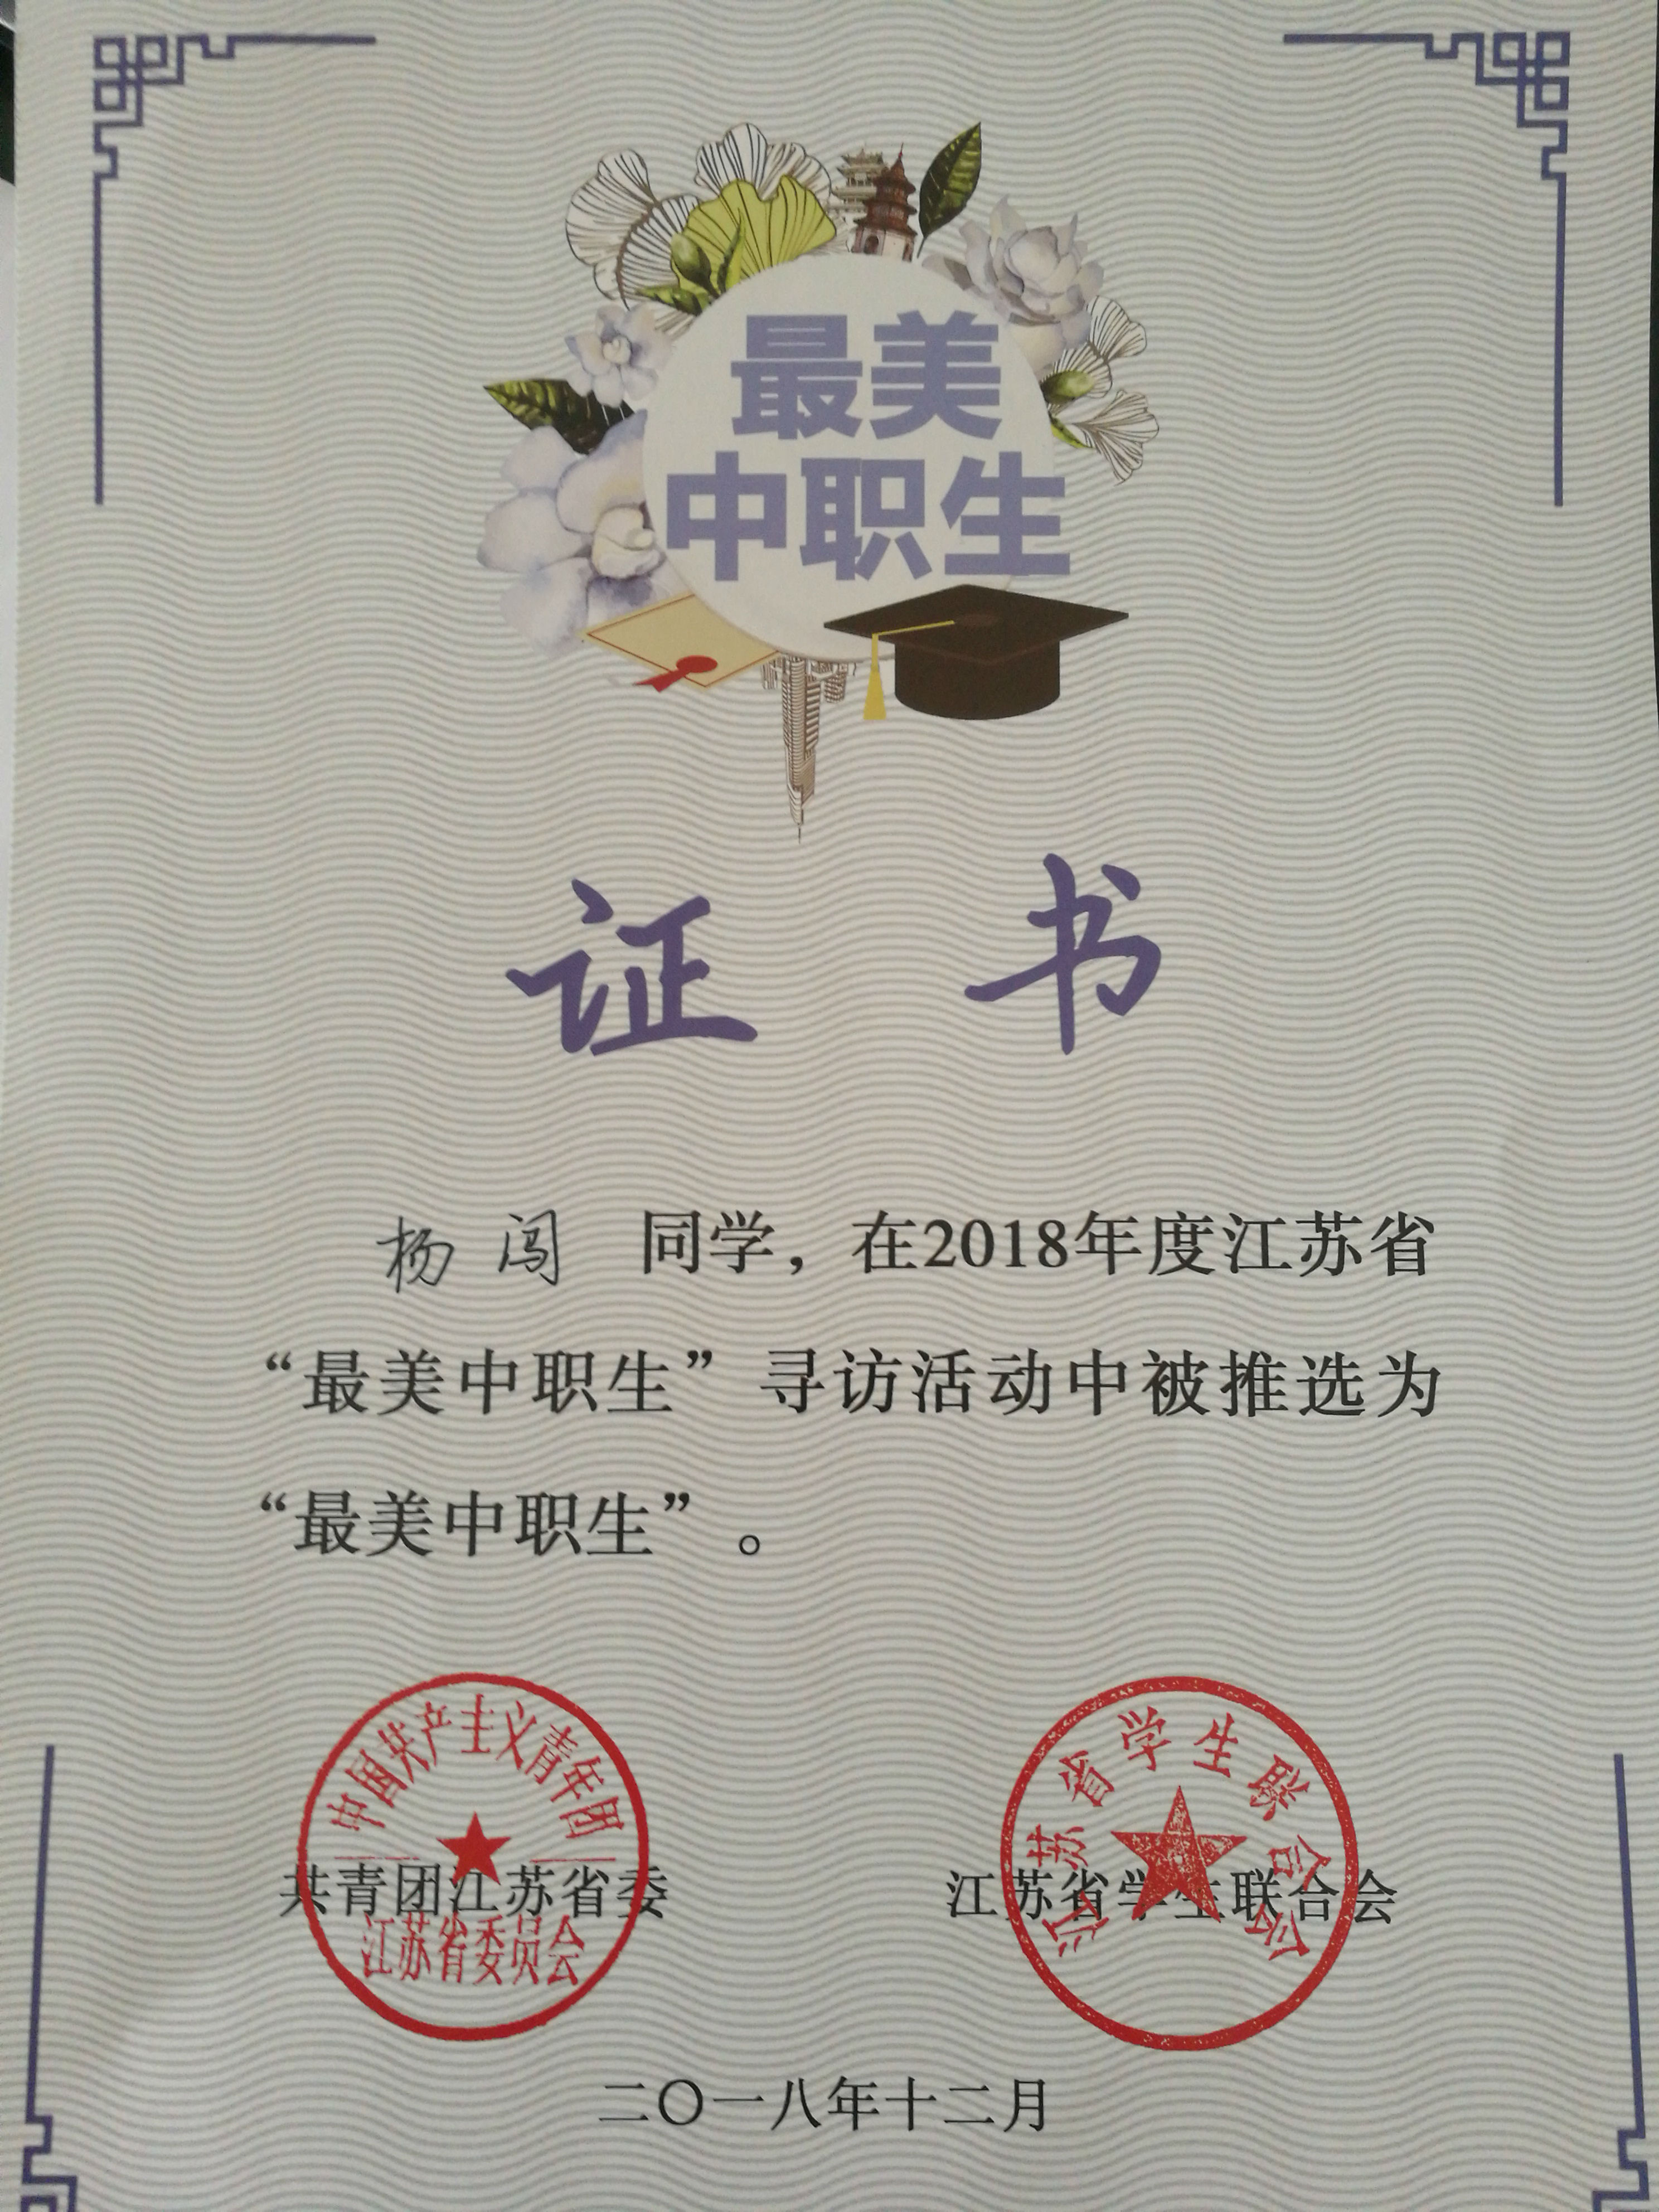 最美
中职生
证 书
杨闯 同学，在2018年度江苏省
“最美中职生”寻访活动中被推选为
“最美中职生”。
中国共产主义青年团
共青团江苏省委
江苏省委员会
江苏省学生联合会
江苏省学生联合会
二〇一八年十二月